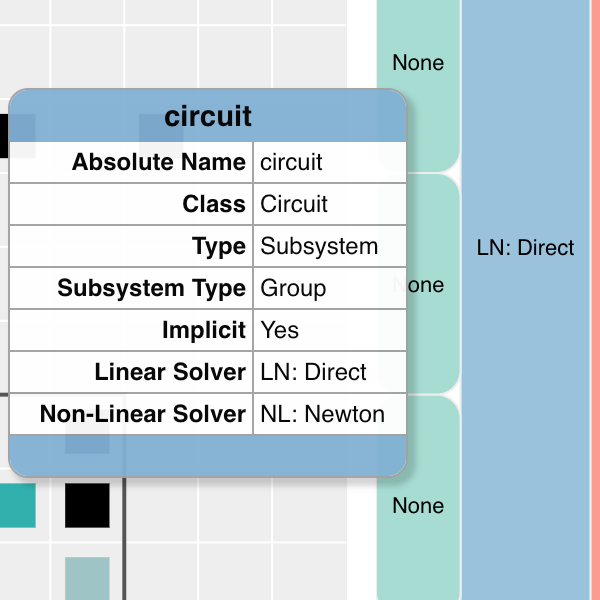 None
circuit
Absolute Name circuit
Class Circuit
Type Subsystem
LN: Direct
Subsystem Type Group
None
Implicit Yes
Linear Solver LN: Direct
Non-Linear Solver NL: Newton
None